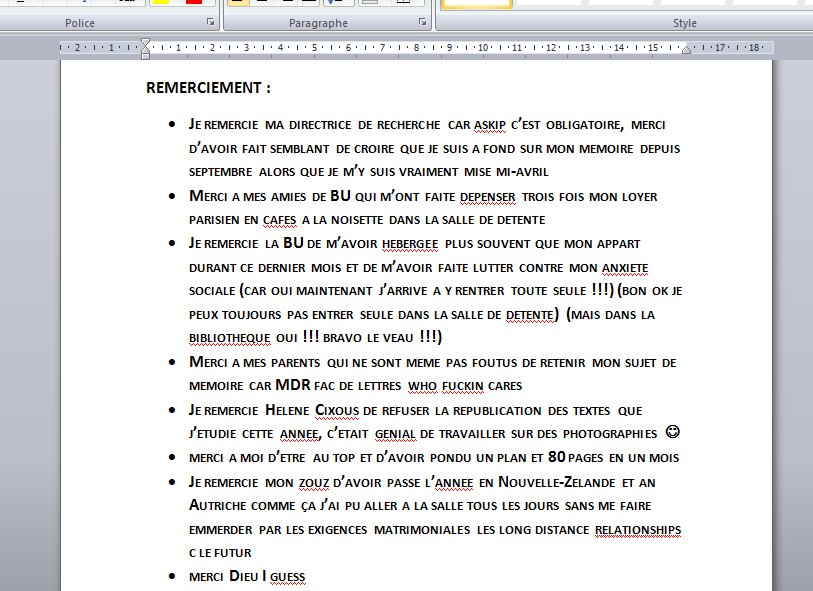 Police
Paragraphe
Style
2 1 1 2 3 4 5 6 7 8 9 10 11 12 13 14 15 17 18
REMERCIEMENT :
JE REMERCIE MA DIRECTRICE DE RECHERCHE CAR ASKIP C’EST OBLIGATOIRE, MERCI
D’AVOIR FAIT SEMBLANT DE CROIRE QUE JE SUIS A FOND SUR MON MEMOIRE DEPUIS
SEPTEMBRE ALORS QUE JE M’Y SUIS VRAIMENT MISE MI-AVRIL
MERCI A MES AMIES DE BU QUI M’ONT FAITE DEPENSER TROIS FOIS MON LOYER
PARISIEN EN CAFES A LA NOISETTE DANS LA SALLE DE DETENTE
JE REMERCIE LA BU DE M’AVOIR HEBERGEE PLUS SOUVENT QUE MON APPART
DURANT CE DERNIER MOIS ET DE M’AVOIR FAITE LUTTER CONTRE MON ANXIETE
SOCIALE (CAR OUI MAINTENANT J’ARRIVE A Y RENTRER TOUTE SEULE !!!) (BON OK JE
PEUX TOUJOURS PAS ENTRER SEULE DANS LA SALLE DE DETENTE) (MAIS DANS LA
BIBLIOTHEQUE OUI !!! BRAVO LE VEAU !!!)
MERCI A MES PARENTS QUI NE SONT MEME PAS FOUTUS DE RETENIR MON SUJET DE
MEMOIRE CAR MDR FAC DE LETTRES WHO FUCKIN CARES
JE REMERCIE HELENE CIXOUS DE REFUSER LA REPUBLICATION DES TEXTES QUE
J’ETUDIE CETTE ANNEE, C’ETAIT GENIAL DE TRAVAILLER SUR DES PHOTOGRAPHIES ☺
MERCI A MOI D’ETRE AU TOP ET D’AVOIR PONDU UN PLAN ET 80 PAGES EN UN MOIS
JE REMERCIE MON ZOUZ D’AVOIR PASSE L’ANNEE EN NOUVELLE-ZELANDE ET AN
AUTRICHE COMME ÇA J’AI PU ALLER A LA SALLE TOUS LES JOURS SANS ME FAIRE
EMMERDER PAR LES EXIGENCES MATRIMONIALES LES LONG DISTANCE RELATIONSHIPS
C LE FUTUR
MERCI DIEU I GUESS